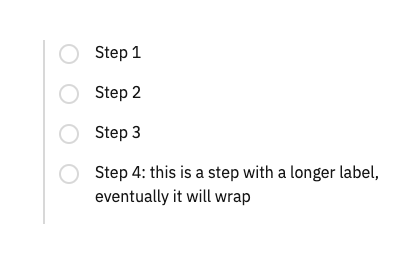 Step 1
Step 2
Step 3
Step 4: this is a step with a longer label,
eventually it will wrap